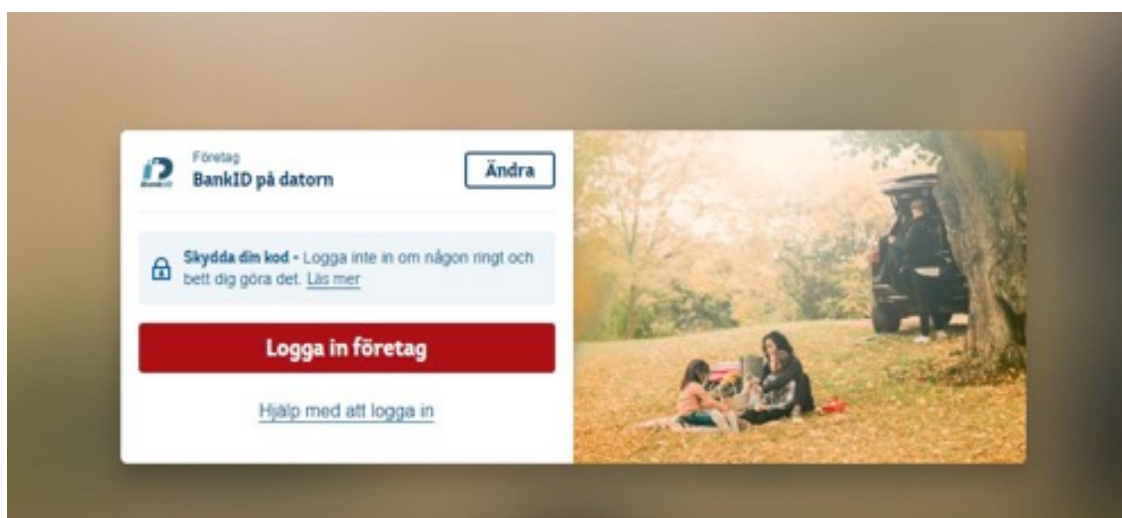 Företag
BankID på datorn
Ändra
Skydda din kod - Logga inte in om någon ringt och
bett dig göra det. Läs mer
Logga in företag
Hjälp med att logga in